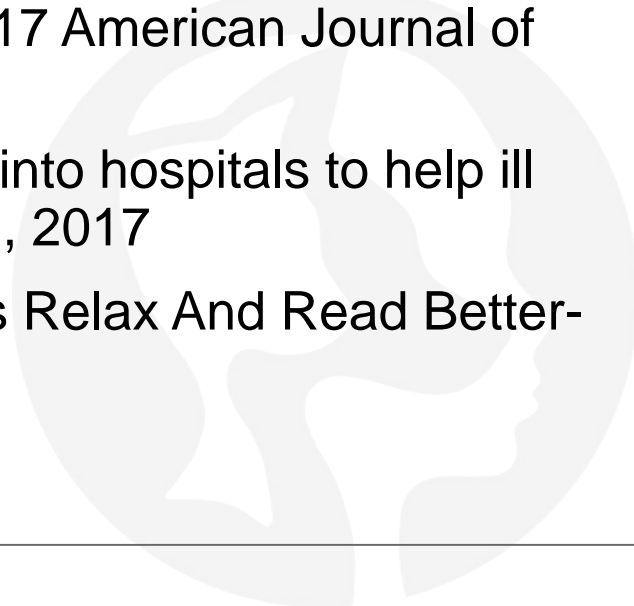 17 American Journal of
into hospitals to help ill
, 2017
s Relax And Read Better-